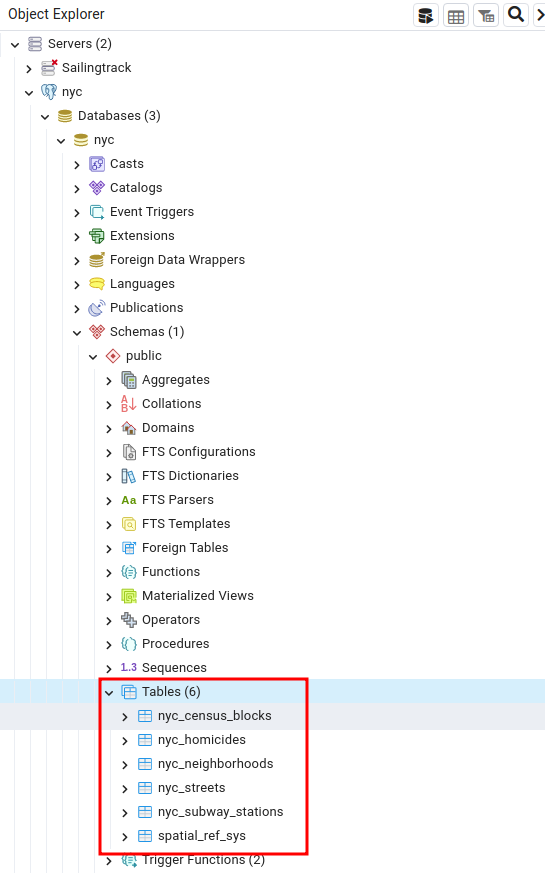 Object Explorer
Servers (2)
Sailingtrack
nyc
Databases (3)
nyc
Casts
Catalogs
Event Triggers
Extensions
Foreign Data Wrappers
Languages
Publications
Schemas (1)
public
Aggregates
A
B
Collations
Domains
FTS Configurations
FTS Dictionaries
Aa FTS Parsers
FTS Templates
Foreign Tables
Functions
Materialized Views
Operators
Procedures
1..3 Sequences
Tables (6)
nyc_census_blocks
nyc_homicides
nyc_neighborhoods
nyc_streets
nyc_subway_stations
spatial_ref_sys
Trigger Functions (2)